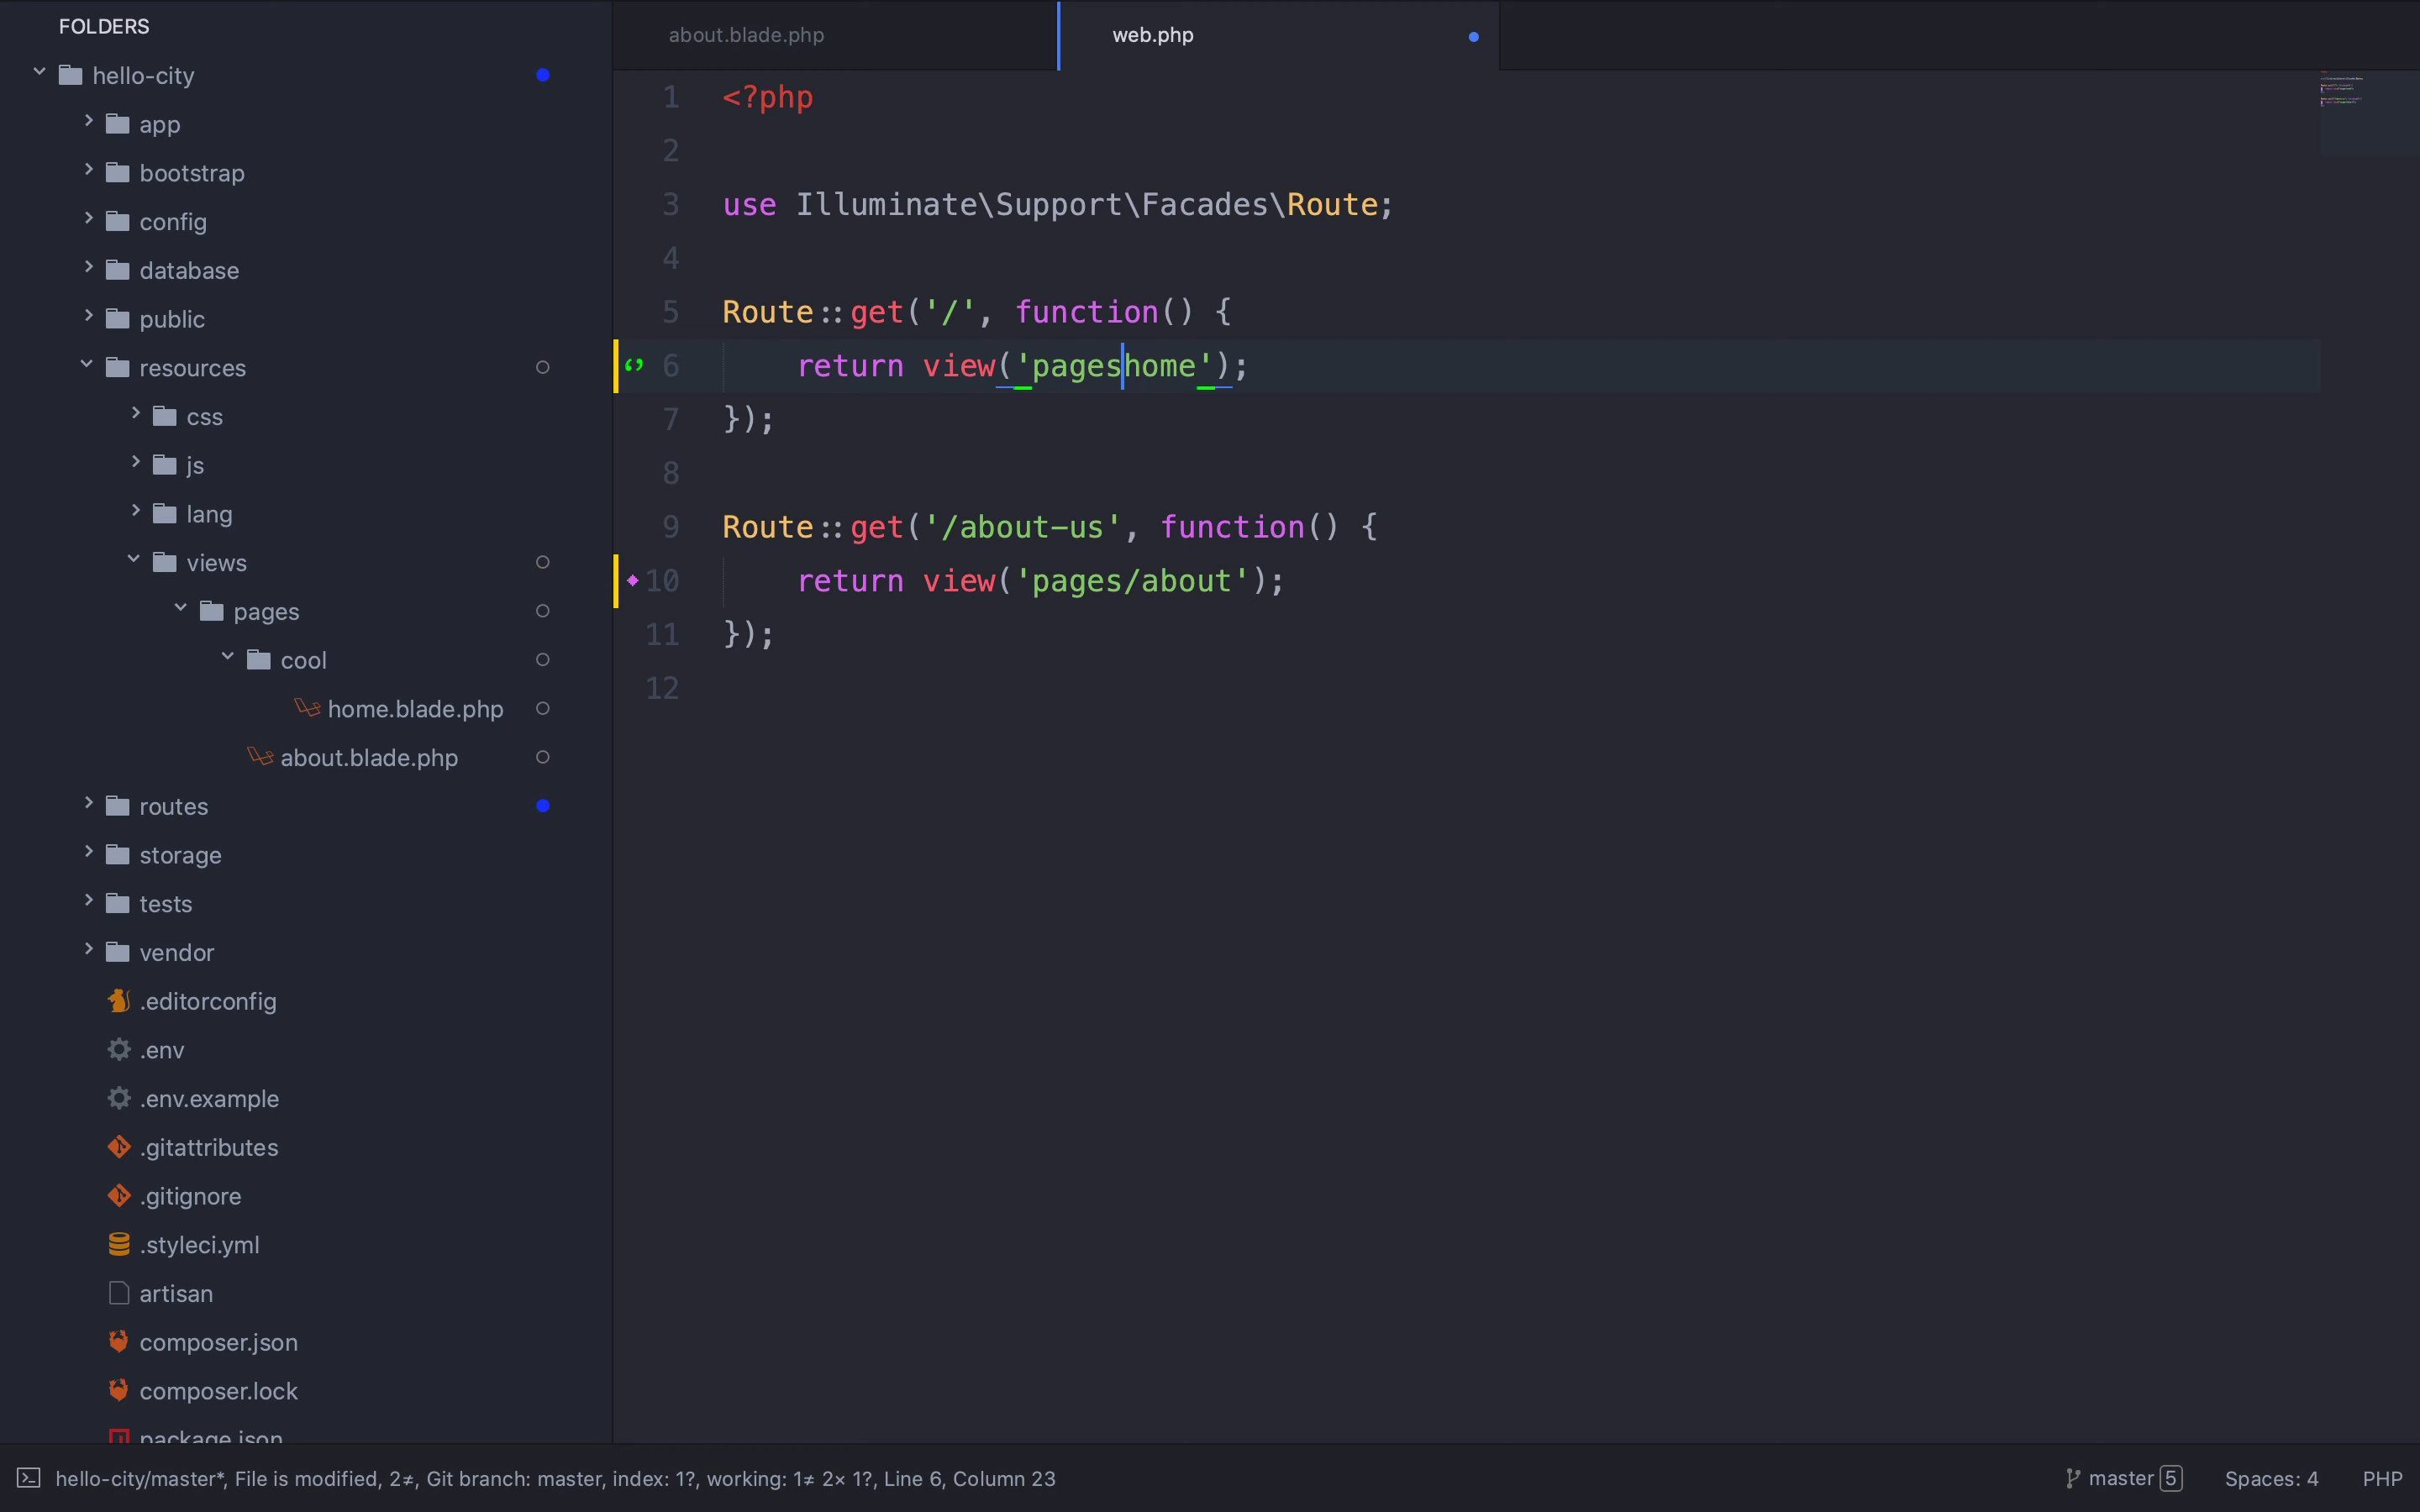 FOLDERS
hello-city
app
bootstrap
config
database
public
resources
css
js
lang
views
pages
cool
home.blade.php
about.blade.php
routes
storage
tests
vendor
.editorconfig
.env
.env.example
.gitattributes
.gitignore
.styleci.yml
artisan
composer.json
composer.lock
package.json
about.blade.php
web.php
1 <?php
2
3 use Illuminate\Support\Facades\Route;
4
5 Route::get('/', function() {
6 return view('pageshome');
7 });
8
9 Route::get('/about-us', function() {
10 return view('pages/about');
11 });
12
hello-city/master*, File is modified, 2≠, Git branch: master, index: 1?, working: 1≠ 2× 1?, Line 6, Column 23
master 5
Spaces: 4
PHP